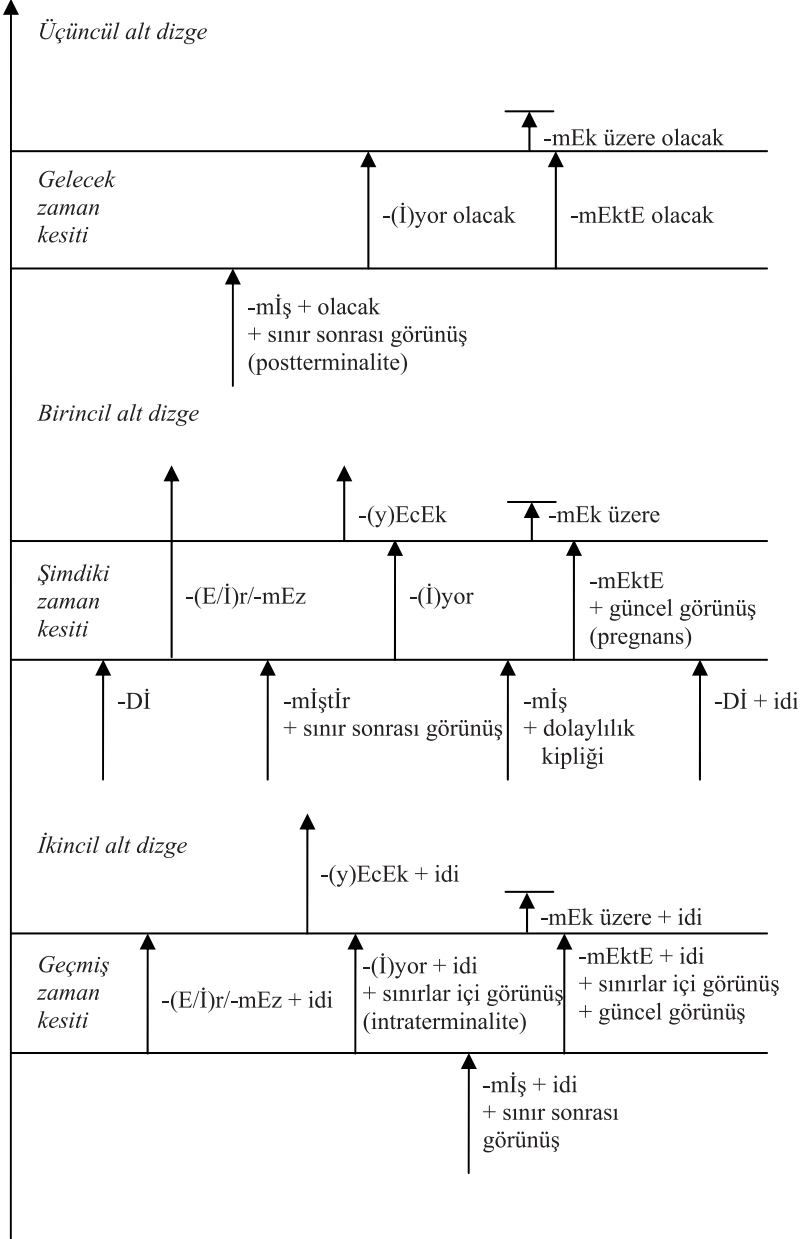 Üçüncül alt dizge
-mEk üzere olacak
Gelecek
zaman
kesiti
-(İ)yor olacak
-mEktE olacak
-mİş + olacak
+ sınır sonrası görünüş
(postterminalite)
Birincil alt dizge
-(y)EcEk
-mEk üzere
Şimdiki
zaman
kesiti
-(E/İ)r/-mEz
-(İ)yor
-mEktE
+ güncel görünüş
(pregnans)
-Dİ
-mİştİr
+ sınır sonrası görünüş
-mİş
+ dolaylılık
kipliği
-Dİ + idi
İkincil alt dizge
-(y)EcEk + idi
-mEk üzere + idi
Geçmiş
zaman
kesiti
-(E/İ)r/-mEz + idi
-(İ)yor + idi
+ sınırlar içi görünüş
(intraterminalite)
-mEktE + idi
+ sınırlar içi görünüş
+ güncel görünüş
-mİş + idi
+ sınır sonrası
görünüş